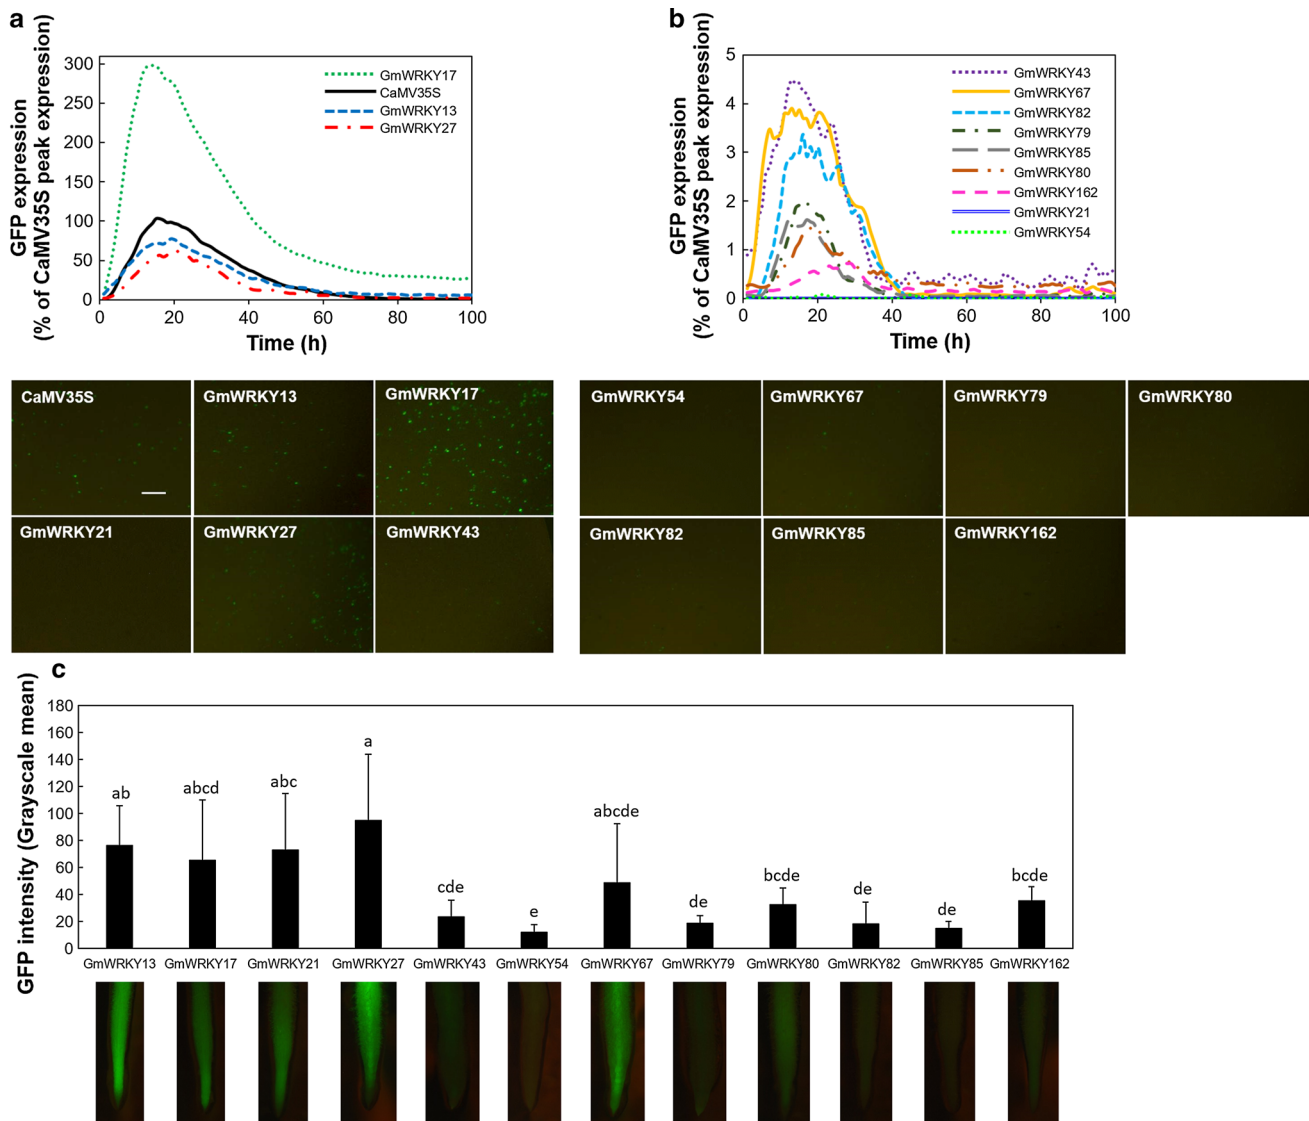 a
GFP expression
(% of CaMV35S peak expression)
300
250
200
150
100
50
0
0 20 40 60 80 100
Time (h)
GmWRKY17
CaMV35S
GmWRKY13
GmWRKY27
b
GFP expression
(% of CaMV35S peak expression)
5
4
3
2
1
0
0 20 40 60 80 100
Time (h)
GmWRKY43
GmWRKY67
GmWRKY82
GmWRKY79
GmWRKY85
GmWRKY80
GmWRKY162
GmWRKY21
GmWRKY54
CaMV35S GmWRKY13 GmWRKY17
GmWRKY21 GmWRKY27 GmWRKY43
GmWRKY54 GmWRKY67 GmWRKY79 GmWRKY80
GmWRKY82 GmWRKY85 GmWRKY162
c
GFP intensity (Grayscale mean)
180
160
140
120
100
80
60
40
20
0
ab abcd abc a cde e abcde de bcde de de bcde
GmWRKY13 GmWRKY17 GmWRKY21 GmWRKY27 GmWRKY43 GmWRKY54 GmWRKY67 GmWRKY79 GmWRKY80 GmWRKY82 GmWRKY85 GmWRKY162